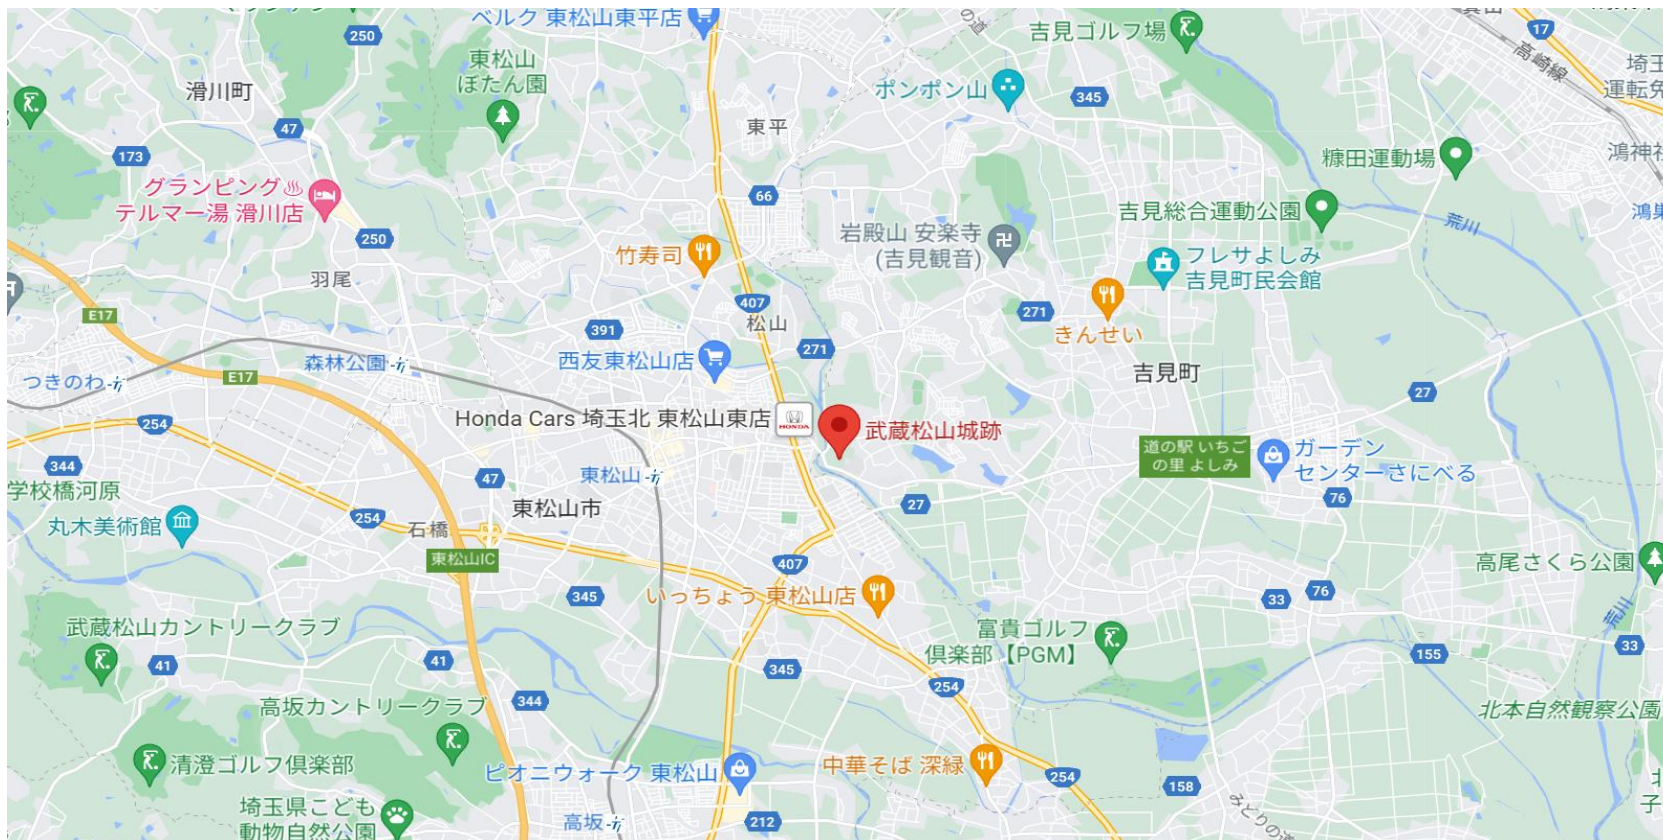 ベルク 東松山東平店
の道
吉見ゴルフ場
17
高崎線
250
東松山
ぼたん園
滑川町
ポンポン山
345
47
東平
173
糠田運動場
グランピング♨
テルマー湯 滑川店
66
吉見総合運動公園
荒川
岩殿山 安楽寺
(吉見観音)
250
竹寿司
フレサよしみ
吉見町民会館
羽尾
407
きんせい
271
E17
391
松山
271
森林公園
西友東松山店
吉見町
つきのわ
E17
27
254
Honda Cars 埼玉北 東松山東店
HONDA
武蔵松山城跡
道の駅 いちご
の里 よしみ
ガーデン
センターさにべる
344
47
東松山
76
学校橋河原
東松山市
27
254
丸木美術館
石橋
東松山IC
407
高尾さくら公園
345
いっちょう 東松山店
33
76
荒川
武蔵松山カントリークラブ
富貴ゴルフ
倶楽部【PGM】
41
41
345
155
33
254
344
高坂カントリークラブ
北本自然観察公園
清澄ゴルフ倶楽部
ピオニウォーク 東松山
中華そば 深緑
254
158
埼玉県こども
動物自然公園
高坂
212
みどりの道